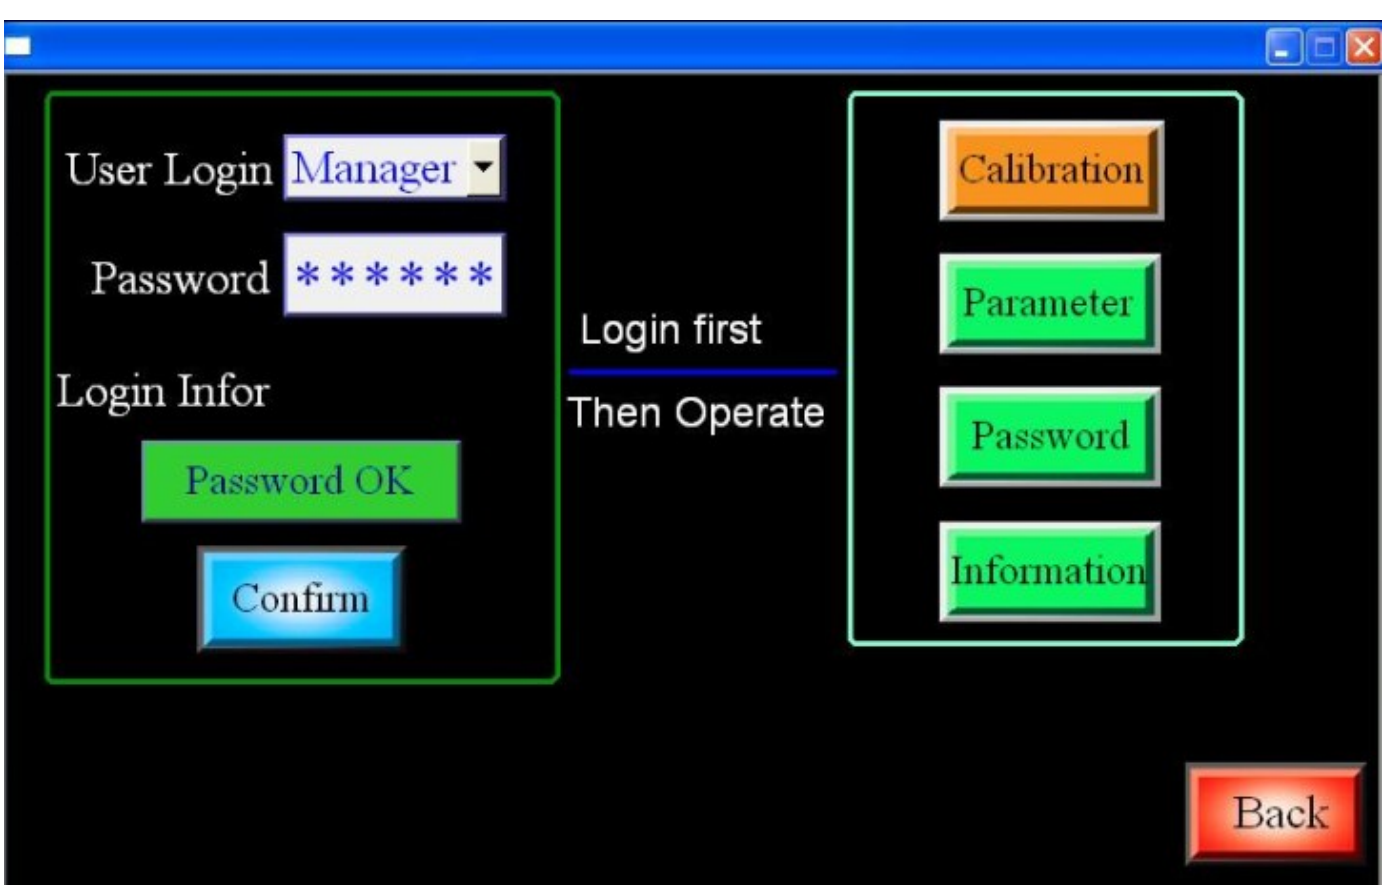 User Login Manager
Password ******
Login Infor
Password OK
Confirm
Login first
Then Operate
Calibration
Parameter
Password
Information
Back